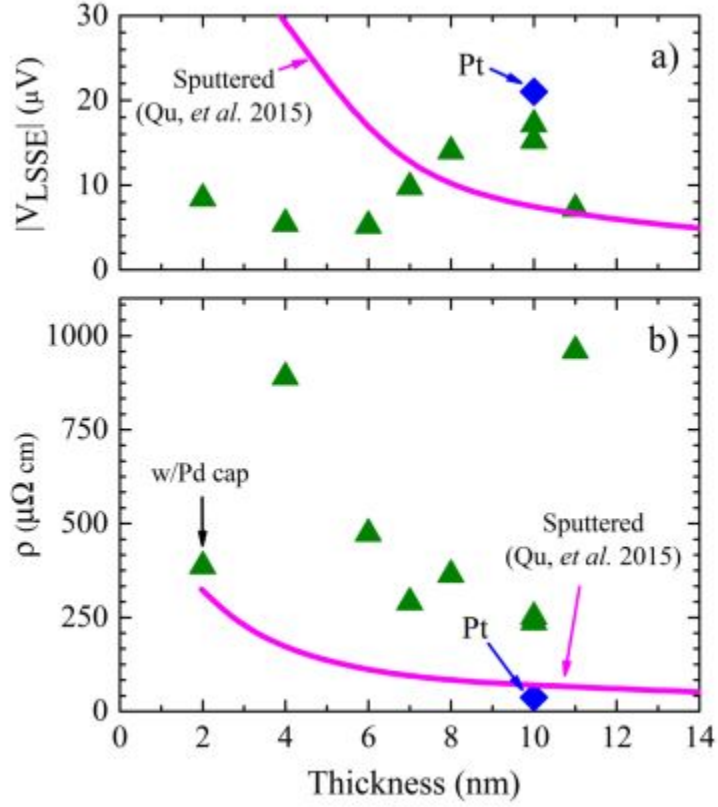 30
20
10
0
|V_LSSE| (μV)
Sputtered
(Qu, et al. 2015)
Pt
a)
1000
750
500
250
0
ρ (μΩ cm)
b)
w/Pd cap
Sputtered
(Qu, et al. 2015)
Pt
0 2 4 6 8 10 12 14
Thickness (nm)